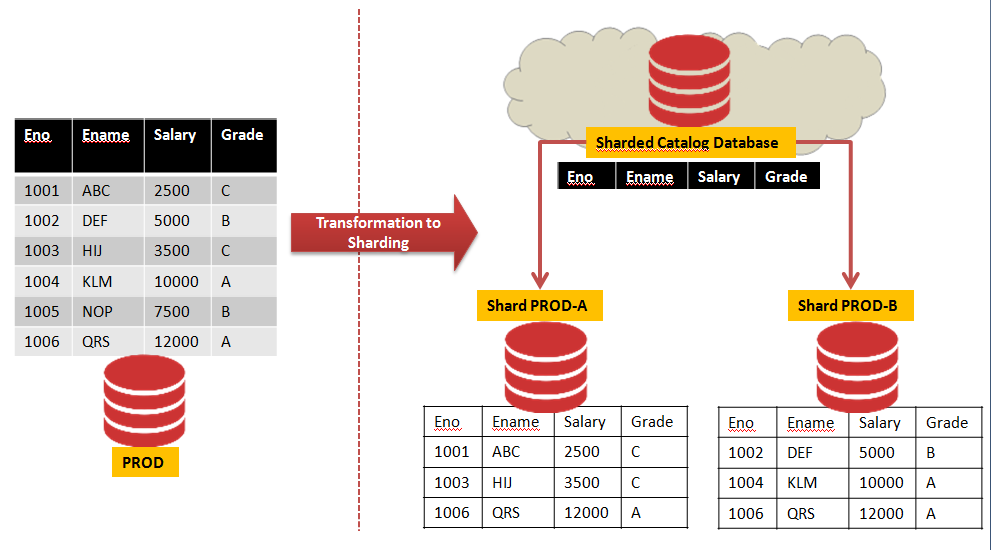 Eno Ename Salary Grade
1001 ABC 2500 C
1002 DEF 5000 B
1003 HIJ 3500 C
1004 KLM 10000 A
1005 NOP 7500 B
1006 QRS 12000 A
PROD
Transformation to
Sharding
Sharded Catalog Database
Eno Ename Salary Grade
Shard PROD-A
Eno Ename Salary Grade
1001 ABC 2500 C
1003 HIJ 3500 C
1006 QRS 12000 A
Shard PROD-B
Eno Ename Salary Grade
1002 DEF 5000 B
1004 KLM 10000 A
1006 QRS 12000 A